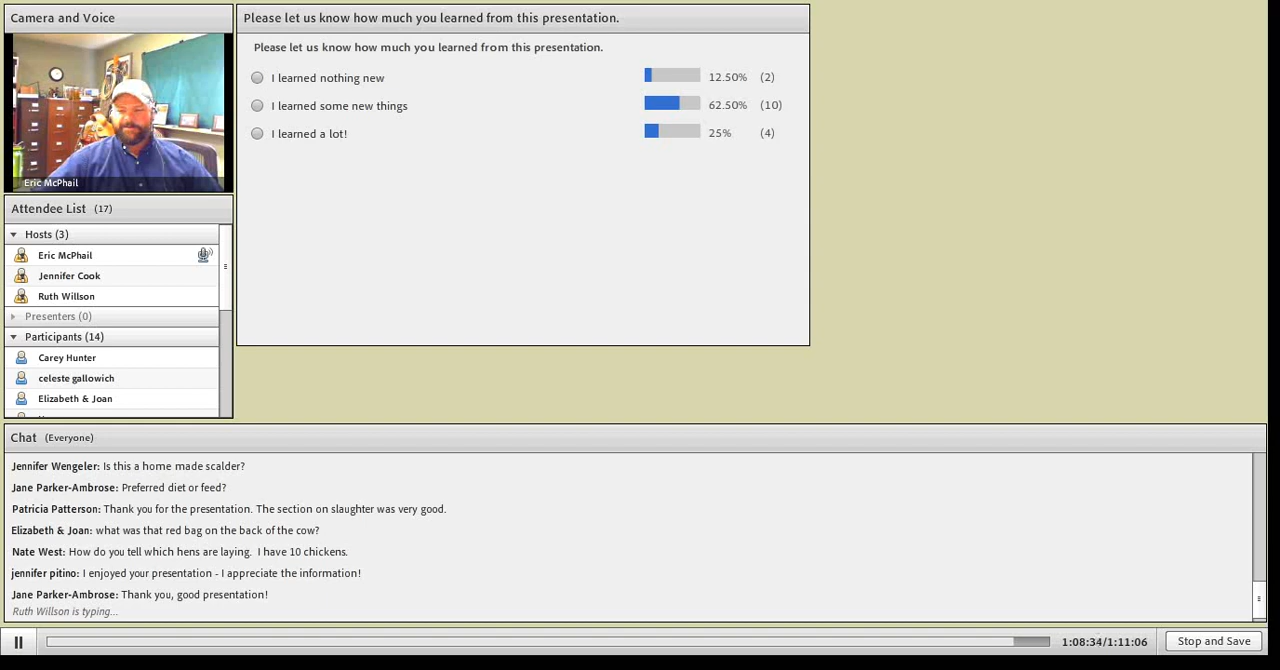 Camera and Voice
Eric McPhail
Attendee List (17)
Hosts (3)
Eric McPhail
Jennifer Cook
Ruth Willson
Presenters (0)
Participants (14)
Carey Hunter
celeste gallowich
Elizabeth & Joan
Please let us know how much you learned from this presentation.
Please let us know how much you learned from this presentation.
I learned nothing new 12.50% (2)
I learned some new things 62.50% (10)
I learned a lot! 25% (4)
Chat (Everyone)
Jennifer Wengeler: Is this a home made scalder?
Jane Parker-Ambrose: Preferred diet or feed?
Patricia Patterson: Thank you for the presentation. The section on slaughter was very good.
Elizabeth & Joan: what was that red bag on the back of the cow?
Nate West: How do you tell which hens are laying. I have 10 chickens.
jennifer pitino: I enjoyed your presentation - I appreciate the information!
Jane Parker-Ambrose: Thank you, good presentation!
Ruth Willson is typing...
1:08:34/1:11:06
Stop and Save